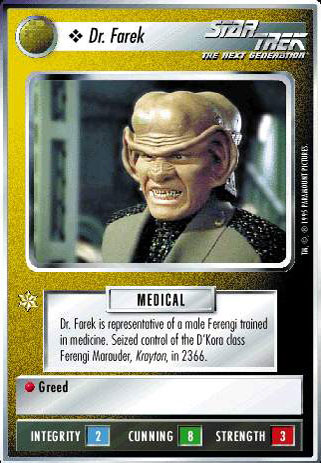 ❖ Dr. Farek
STAR TREK
THE NEXT GENERATION
TM, ® © 1995 PARAMOUNT PICTURES
MEDICAL
Dr. Farek is representative of a male Ferengi trained
in medicine. Seized control of the D'Kora class
Ferengi Marauder, Krayton, in 2366.
Greed
INTEGRITY 2 CUNNING 8 STRENGTH 3